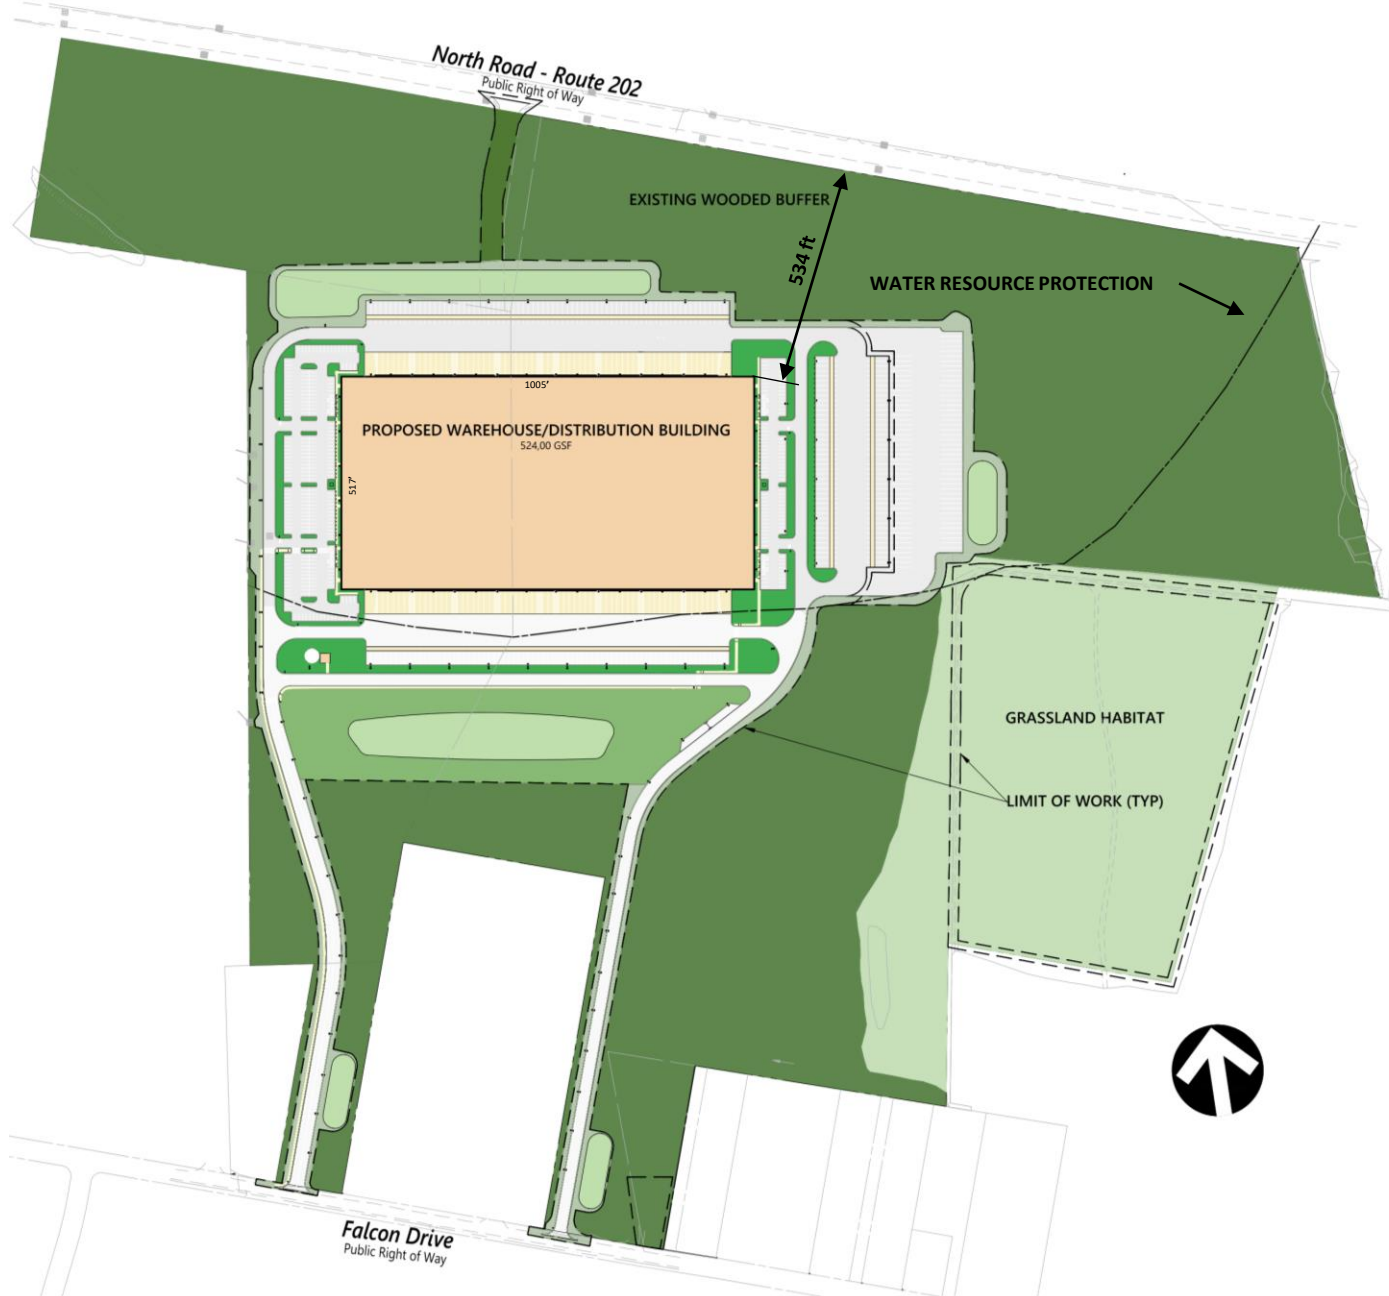 North Road - Route 202
Public Right of Way
EXISTING WOODED BUFFER
534 ft
WATER RESOURCE PROTECTION
1005'
PROPOSED WAREHOUSE/DISTRIBUTION BUILDING
524,00 GSF
517'
GRASSLAND HABITAT
LIMIT OF WORK (TYP)
Falcon Drive
Public Right of Way